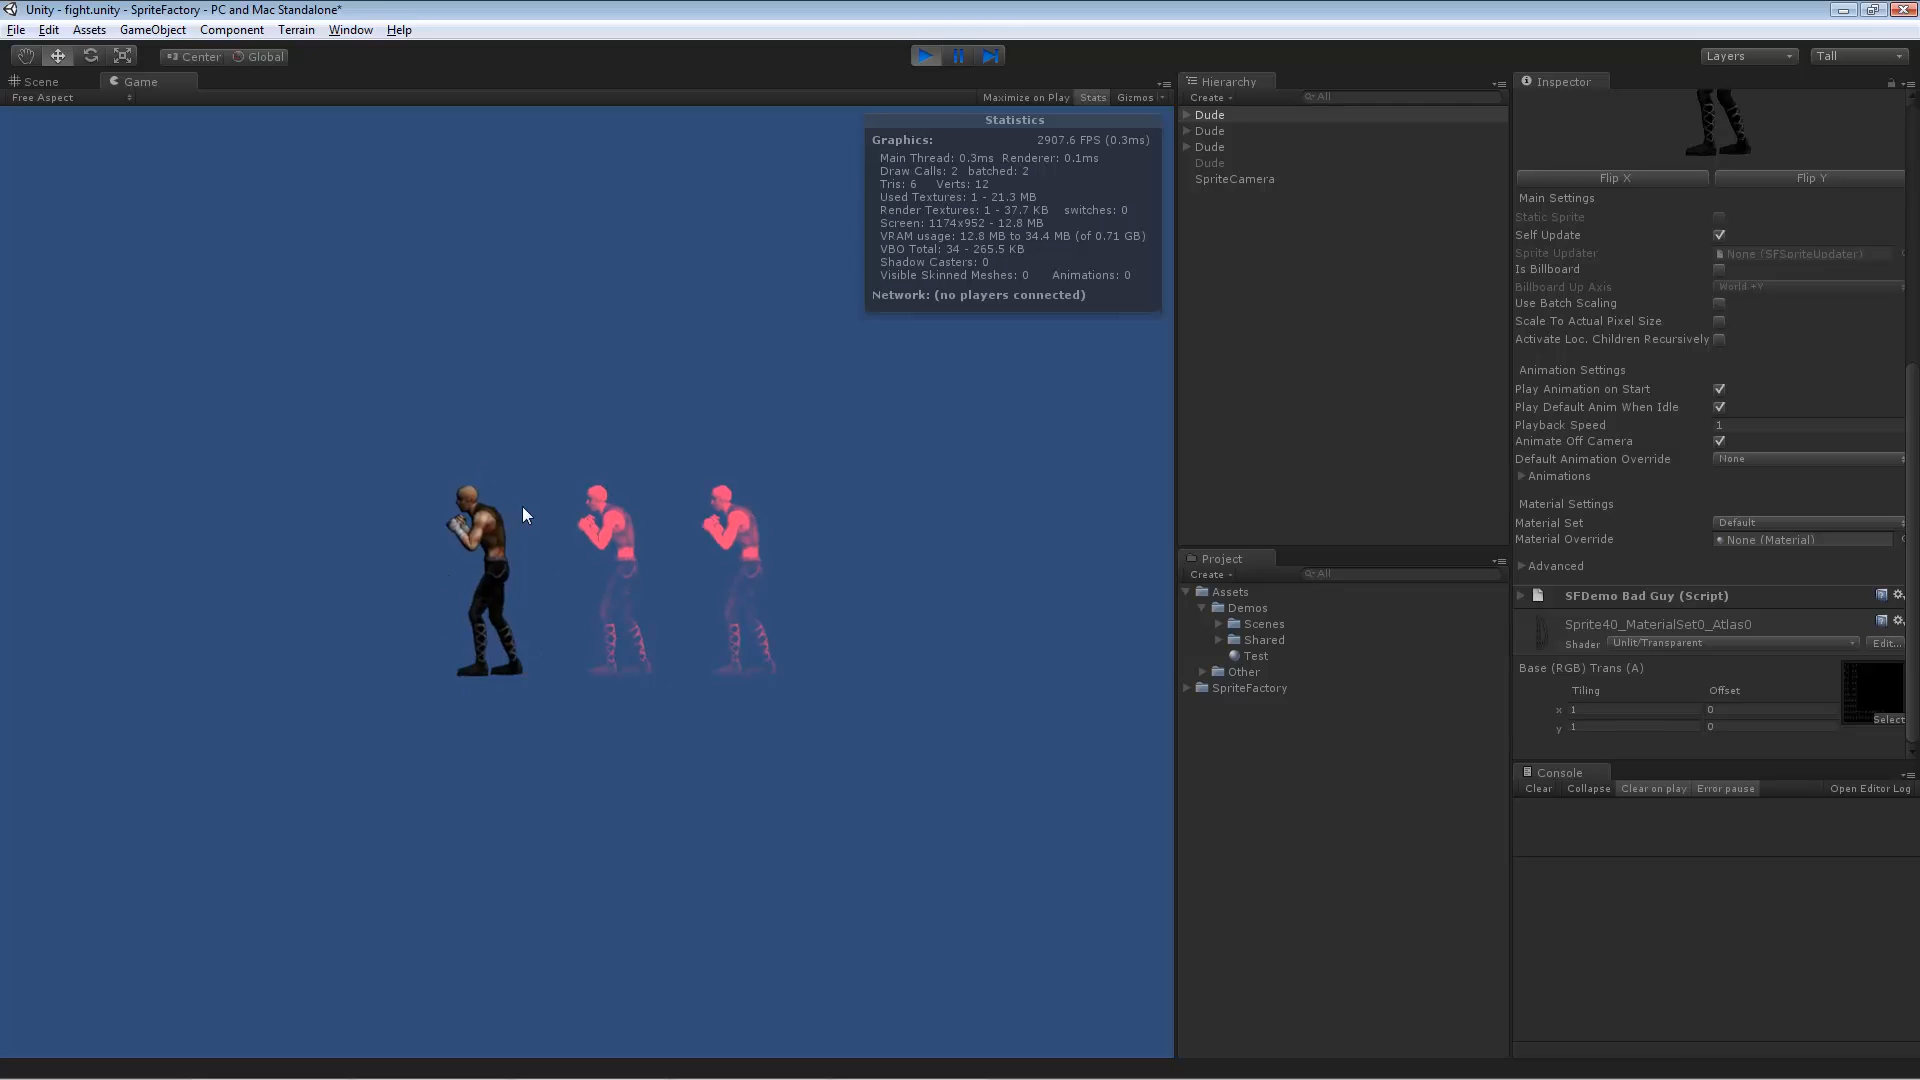 Unity - fight.unity - SpriteFactory - PC and Mac Standalone*
File Edit Assets GameObject Component Terrain Window Help
Center Global Layers Tall
Scene Game
Free Aspect Maximize on Play Stats Gizmos
Statistics
Graphics: 2907.6 FPS (0.3ms)
Main Thread: 0.3ms Renderer: 0.1ms
Draw Calls: 2 batched: 2
Tris: 6 Verts: 12
Used Textures: 1 - 21.3 MB
Render Textures: 1 - 37.7 KB switches: 0
Screen: 1174x952 - 12.8 MB
VRAM usage: 12.8 MB to 34.4 MB (of 0.71 GB)
VBO Total: 34 - 265.5 KB
Shadow Casters: 0
Visible Skinned Meshes: 0 Animations: 0
Network: (no players connected)
Hierarchy
Create All
Dude
Dude
Dude
Dude
SpriteCamera
Project
Create All
Assets
Demos
Scenes
Shared
Test
Other
SpriteFactory
Inspector
Flip X Flip Y
Main Settings
Static Sprite
Self Update
Sprite Updater None (SFSpriteUpdater)
Is Billboard
Billboard Up Axis World +Y
Use Batch Scaling
Scale To Actual Pixel Size
Activate Loc. Children Recursively
Animation Settings
Play Animation on Start
Play Default Anim When Idle
Playback Speed 1
Animate Off Camera
Default Animation Override None
Animations
Material Settings
Material Set Default
Material Override None (Material)
Advanced
SFDemo Bad Guy (Script)
Sprite40_MaterialSet0_Atlas0
Shader Unlit/Transparent Edit...
Base (RGB) Trans (A)
Tiling Offset
x 1 0
y 1 0
Select
Console
Clear Collapse Clear on play Error pause Open Editor Log